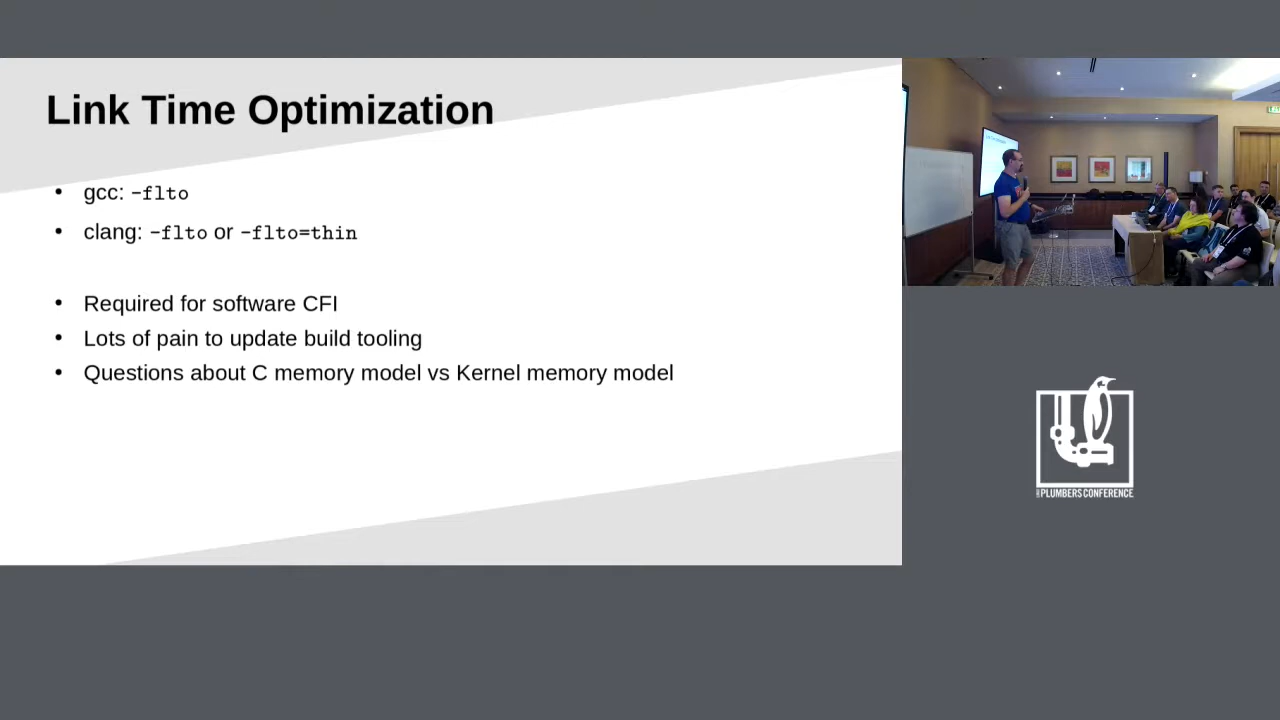 Link Time Optimization
• gcc: -flto
• clang: -flto or -flto=thin
• Required for software CFI
• Lots of pain to update build tooling
• Questions about C memory model vs Kernel memory model
PLUMBERS CONFERENCE